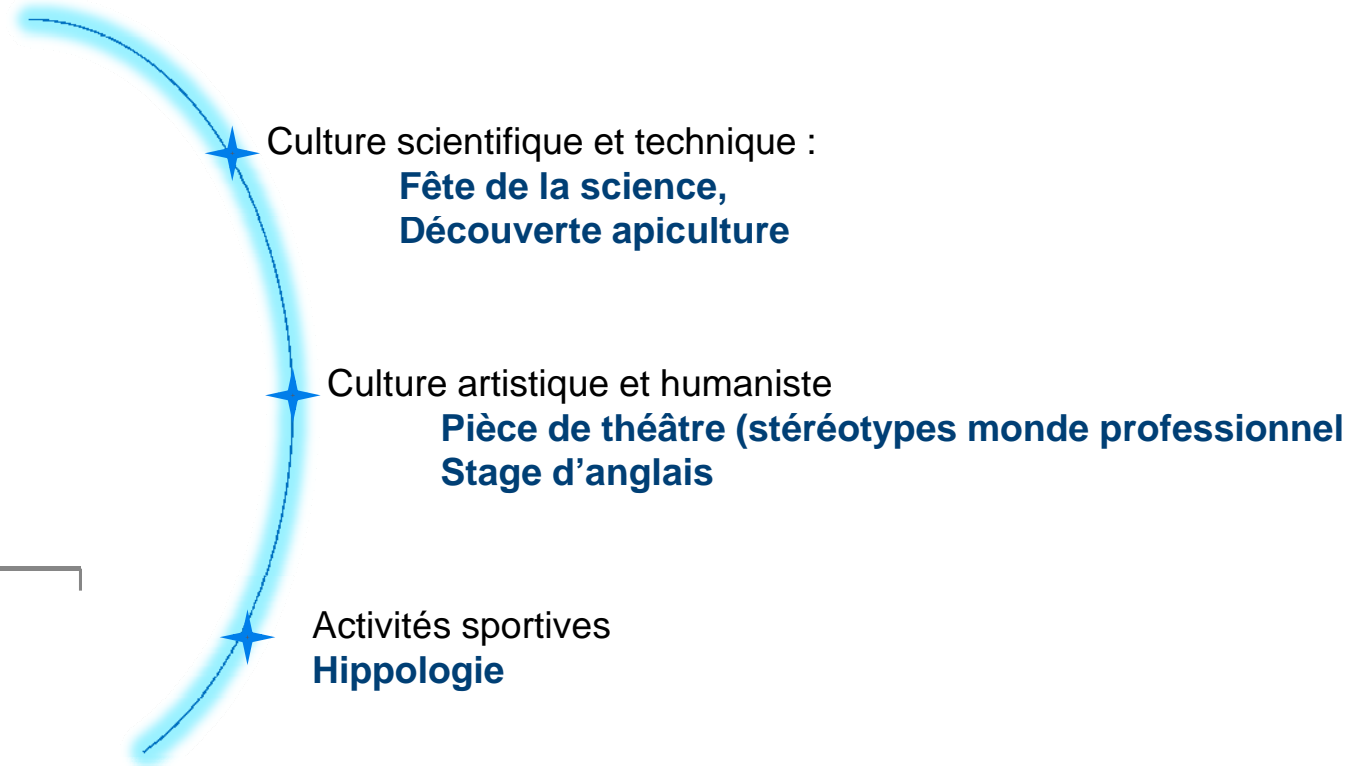 Culture scientifique et technique :
Fête de la science,
Découverte apiculture
Culture artistique et humaniste
Pièce de théâtre (stéréotypes monde professionnel
Stage d’anglais
Activités sportives
Hippologie